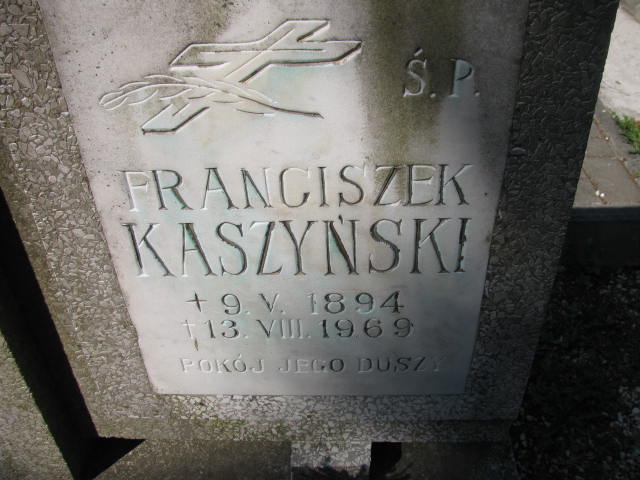 Ś.P.
FRANCISZEK
KASZYŃSKI
+ 9. V. 1894
+ 13. VIII. 1969
POKÓJ JEGO DUSZY